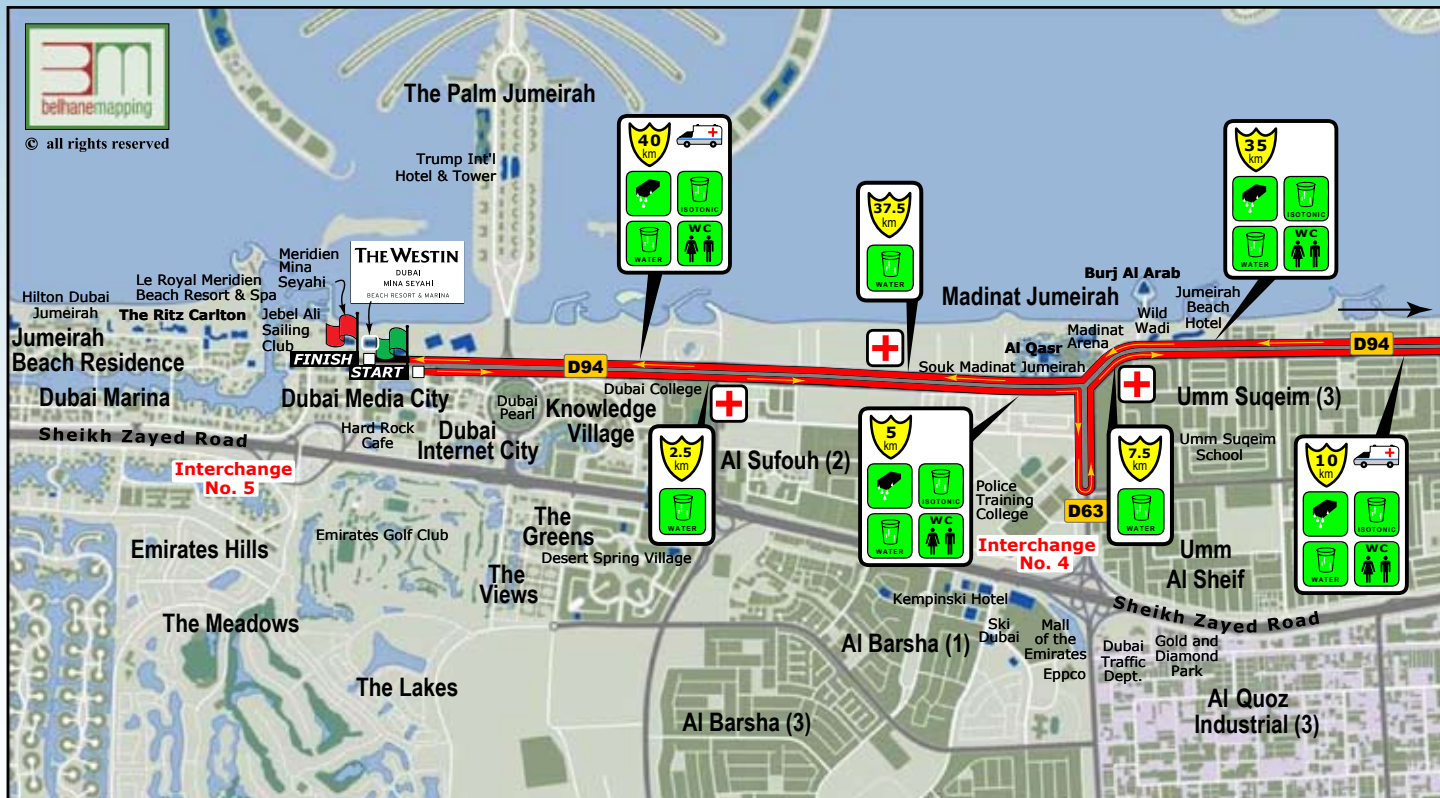 3M
belhanemapping
© all rights reserved
The Palm Jumeirah
Trump Int'l
Hotel & Tower
40
km
ISOTONIC
WATER
WC
37.5
km
WATER
35
km
ISOTONIC
WATER
WC
Meridien
Mina
Seyahi
THE WESTIN
DUBAI
MINA SEYAHI
BEACH RESORT & MARINA
Le Royal Meridien
Beach Resort & Spa
Hilton Dubai
Jumeirah
The Ritz Carlton
Jebel Ali
Sailing
Club
Jumeirah
Beach Residence
FINISH
START
Burj Al Arab
Madinat Jumeirah
Jumeirah
Beach
Hotel
Wild
Wadi
Madinat
Arena
Al Qasr
Souk Madinat Jumeirah
D94
D94
Dubai Marina
Dubai Media City
Dubai College
Dubai
Pearl
Knowledge
Village
Umm Suqeim (3)
Sheikh Zayed Road
Hard Rock
Cafe
Dubai
Internet City
Interchange
No. 5
2.5
km
WATER
Al Sufouh (2)
5
km
ISOTONIC
WATER
WC
Police
Training
College
D63
7.5
km
WATER
Umm Suqeim
School
10
km
ISOTONIC
WATER
WC
Interchange
No. 4
Emirates Hills
Emirates Golf Club
The
Greens
Desert Spring Village
The
Views
Umm
Al Sheif
Sheikh Zayed Road
The Meadows
Kempinski Hotel
Ski
Dubai
Mall
of the
Emirates
Eppco
Al Barsha (1)
Dubai
Traffic
Dept.
Gold and
Diamond
Park
The Lakes
Al Barsha (3)
Al Quoz
Industrial (3)